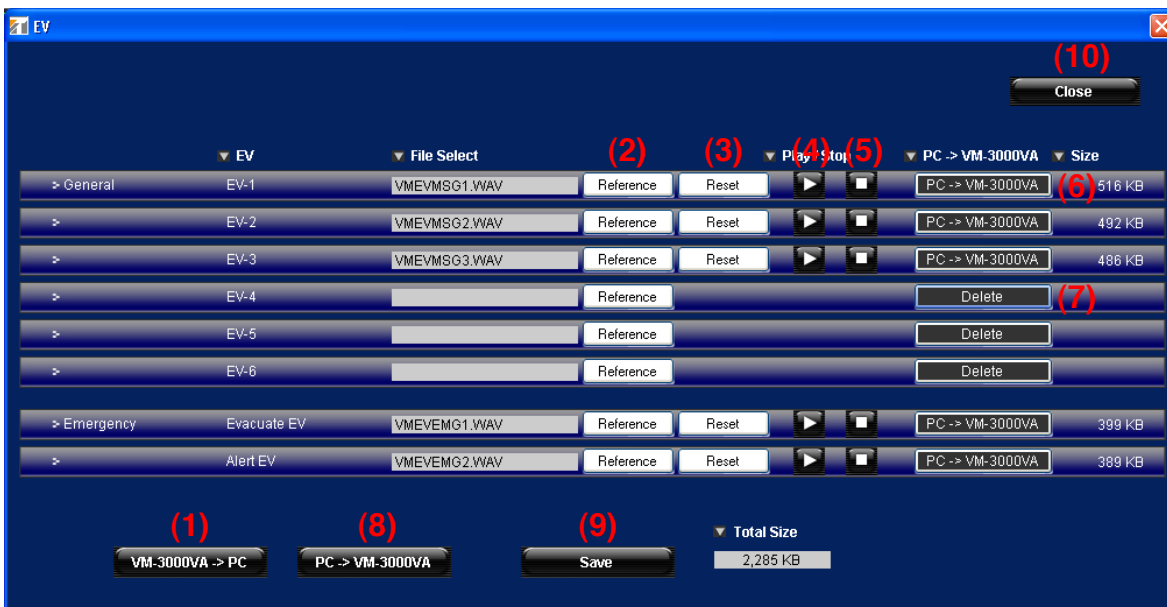 EV
(10)
Close
EV File Select (2) (3) Play / Stop (4) (5) PC -> VM-3000VA Size
> General EV-1 VMEVMSG1.WAV Reference Reset PC -> VM-3000VA (6) 516 KB
> EV-2 VMEVMSG2.WAV Reference Reset PC -> VM-3000VA 492 KB
> EV-3 VMEVMSG3.WAV Reference Reset PC -> VM-3000VA 486 KB
> EV-4 Reference Delete (7)
> EV-5 Reference Delete
> EV-6 Reference Delete
> Emergency Evacuate EV VMEVEMG1.WAV Reference Reset PC -> VM-3000VA 399 KB
> Alert EV VMEVEMG2.WAV Reference Reset PC -> VM-3000VA 389 KB
(1) (8) (9) Total Size
VM-3000VA -> PC PC -> VM-3000VA Save 2,285 KB